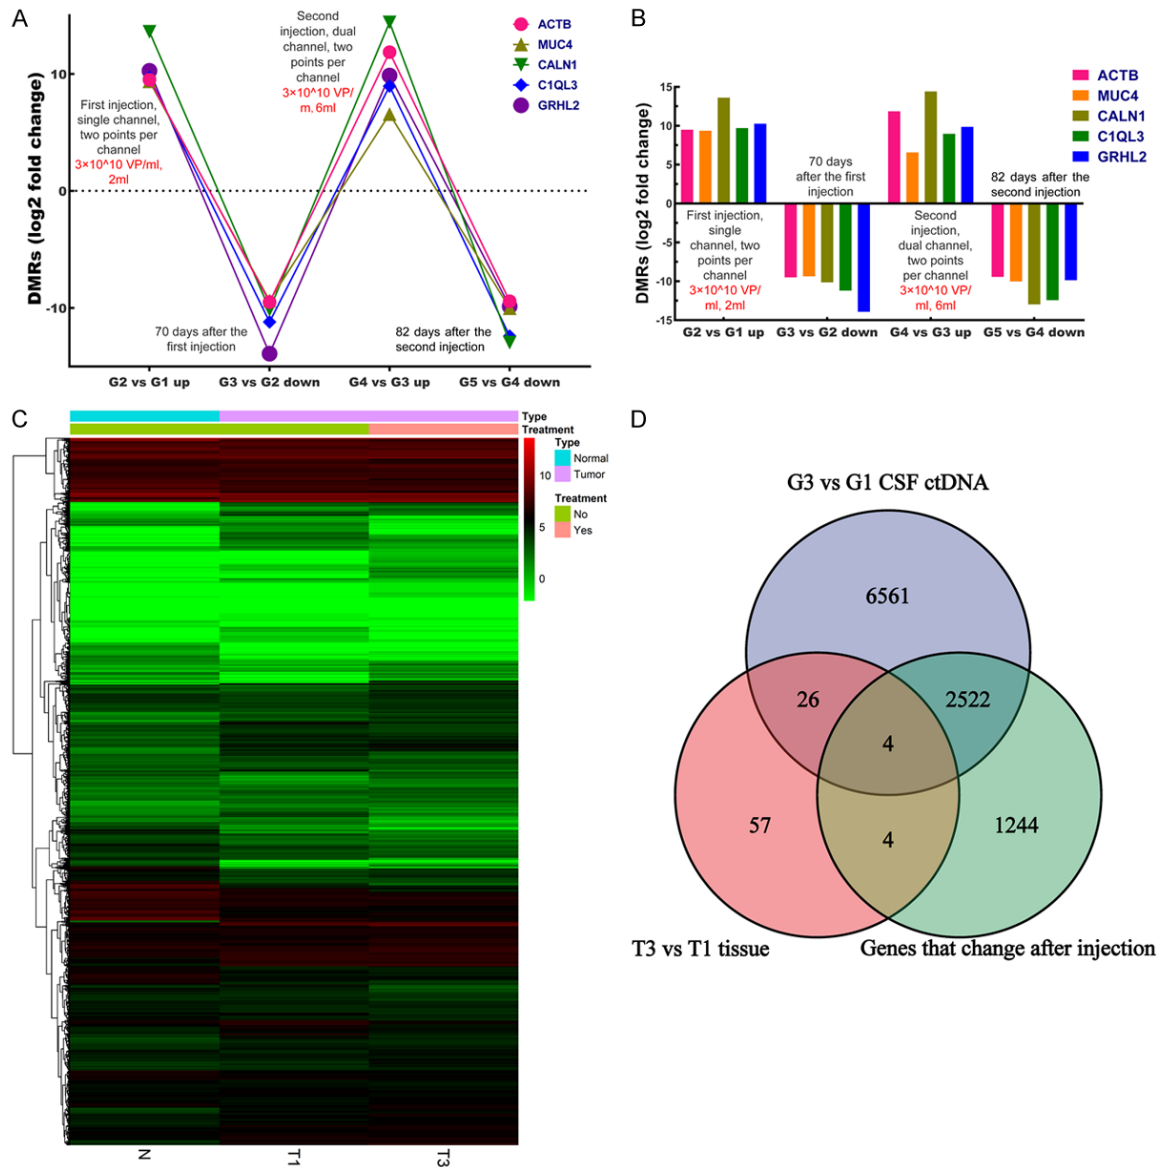 A
DMRs (log2 fold change)
10
0
-10
First injection,
single channel,
two points per
channel
3×10^10 VP/ml,
2ml
Second
injection, dual
channel, two
points per
channel
3×10^10 VP/
m, 6ml
70 days after the
first injection
82 days after the
second injection
ACTB
MUC4
CALN1
C1QL3
GRHL2
G2 vs G1 up
G3 vs G2 down
G4 vs G3 up
G5 vs G4 down
B
DMRs (log2 fold change)
15
10
5
0
-5
-10
-15
ACTB
MUC4
CALN1
C1QL3
GRHL2
70 days
after the first
injection
82 days after the
second injection
First injection,
single
channel, two
points per
channel
3×10^10 VP/
ml, 2ml
Second
injection,
dual channel,
two points
per channel
3×10^10 VP/
ml, 6ml
G2 vs G1 up
G3 vs G2 down
G4 vs G3 up
G5 vs G4 down
C
Type
Treatment
10
5
0
Type
Normal
Tumor
Treatment
No
Yes
N
T1
T3
D
G3 vs G1 CSF ctDNA
6561
26
2522
4
57
4
1244
T3 vs T1 tissue
Genes that change after injection